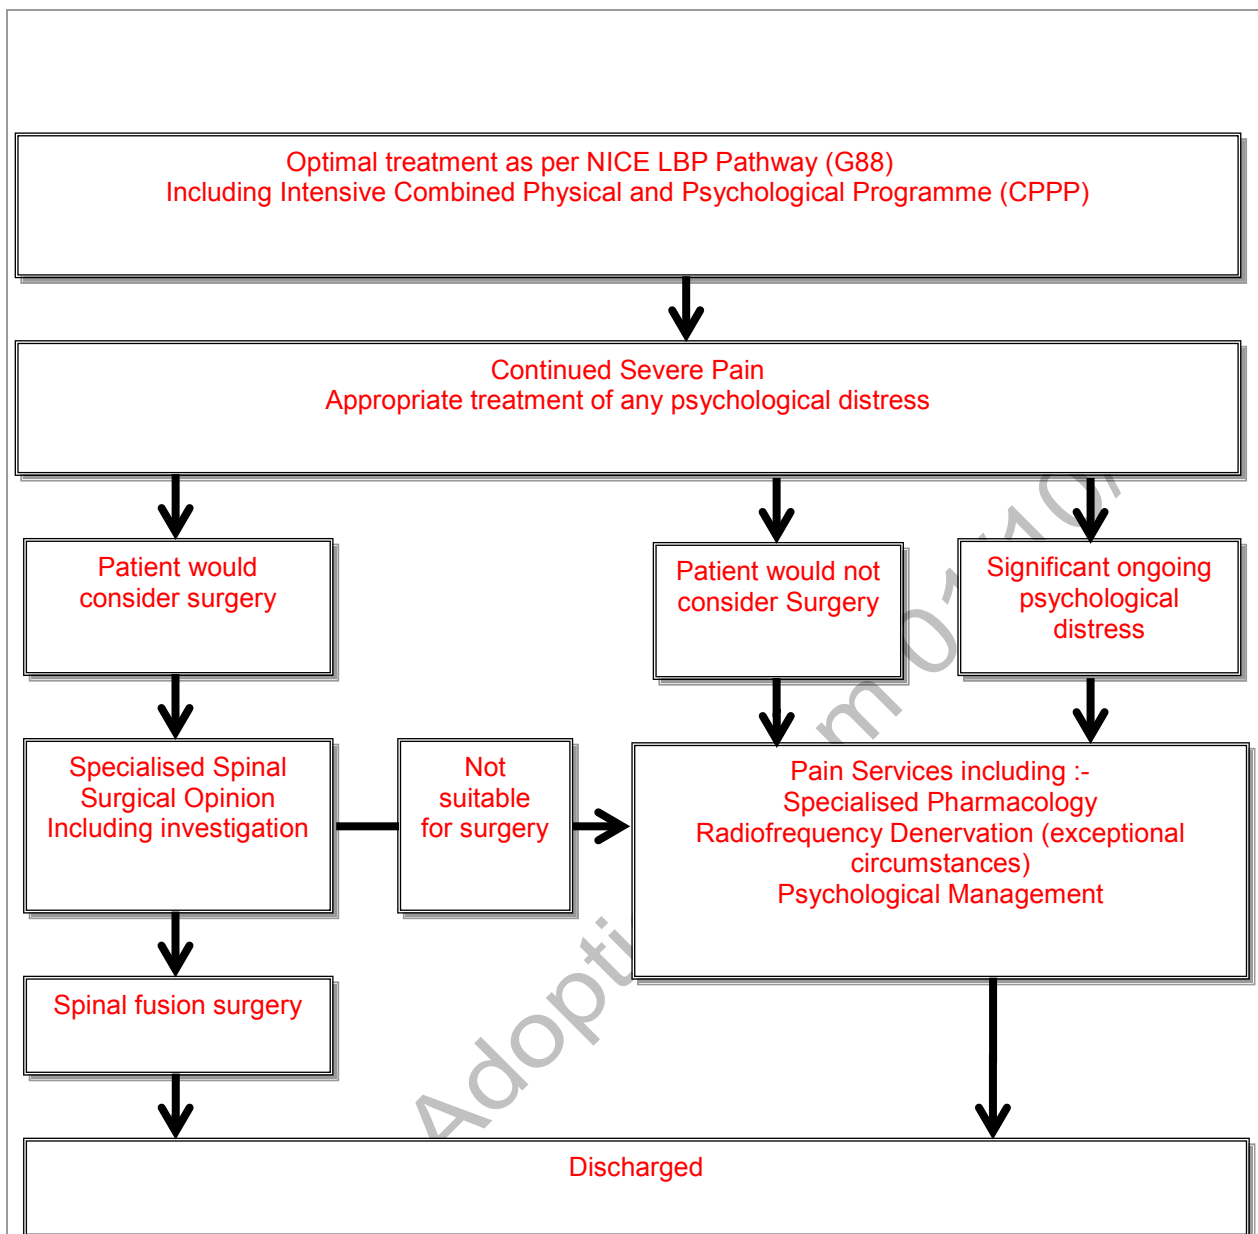 Optimal treatment as per NICE LBP Pathway (G88)
Including Intensive Combined Physical and Psychological Programme (CPPP)
Continued Severe Pain
Appropriate treatment of any psychological distress
Patient would
consider surgery
Patient would not
consider Surgery
Significant ongoing
psychological
distress
Specialised Spinal
Surgical Opinion
Including investigation
Not
suitable
for surgery
Pain Services including :-
Specialised Pharmacology
Radiofrequency Denervation (exceptional
circumstances)
Psychological Management
Spinal fusion surgery
Discharged